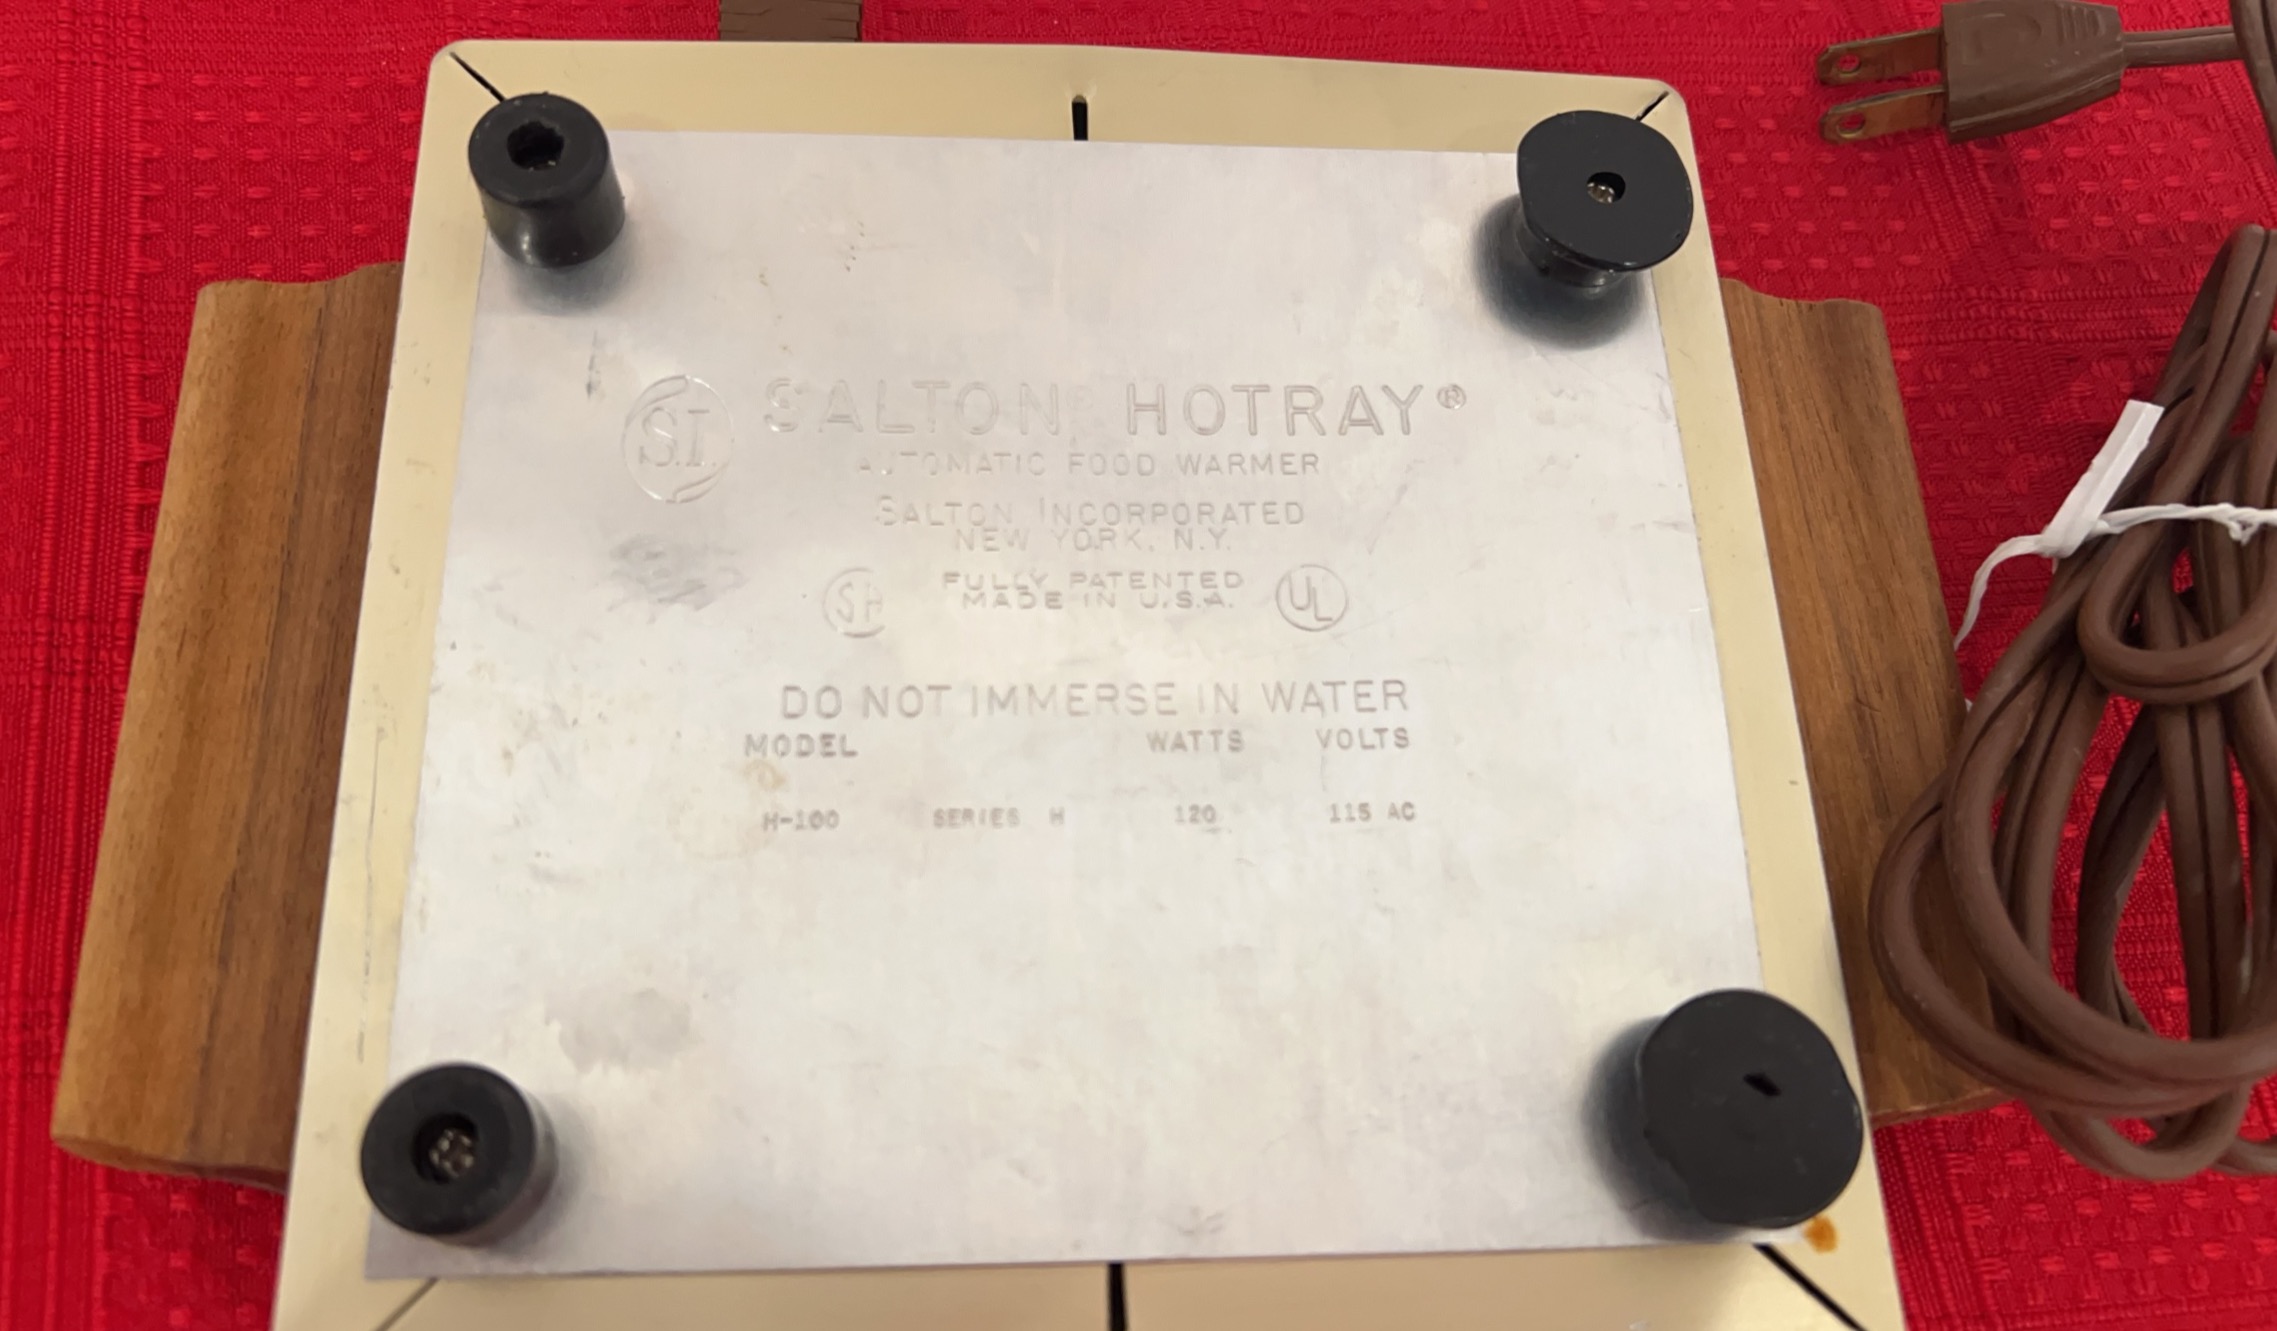 S.I. SALTON HOTRAY®
AUTOMATIC FOOD WARMER
SALTON INCORPORATED
NEW YORK, N.Y.
FULLY PATENTED
MADE IN U.S.A.
UL
DO NOT IMMERSE IN WATER
MODEL WATTS VOLTS
H-100 SERIES H 120 115 AC